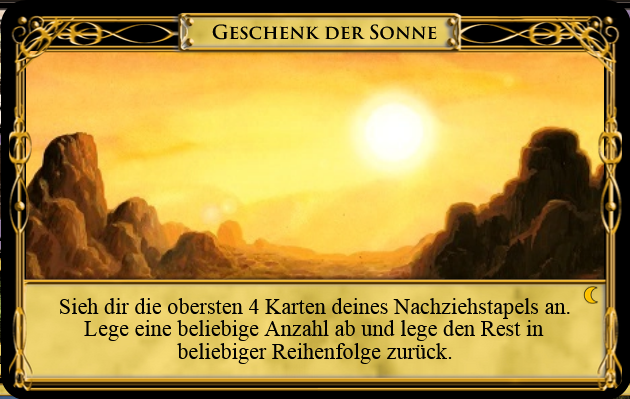 Geschenk der Sonne
Sieh dir die obersten 4 Karten deines Nachziehstapels an.
Lege eine beliebige Anzahl ab und lege den Rest in
beliebiger Reihenfolge zurück.